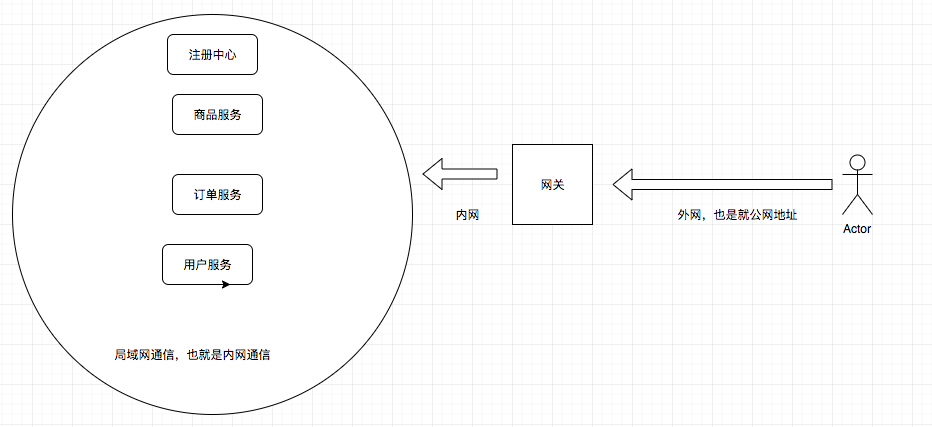 注册中心
商品服务
订单服务
用户服务
局域网通信，也就是内网通信
内网
网关
外网，也是就公网地址
Actor